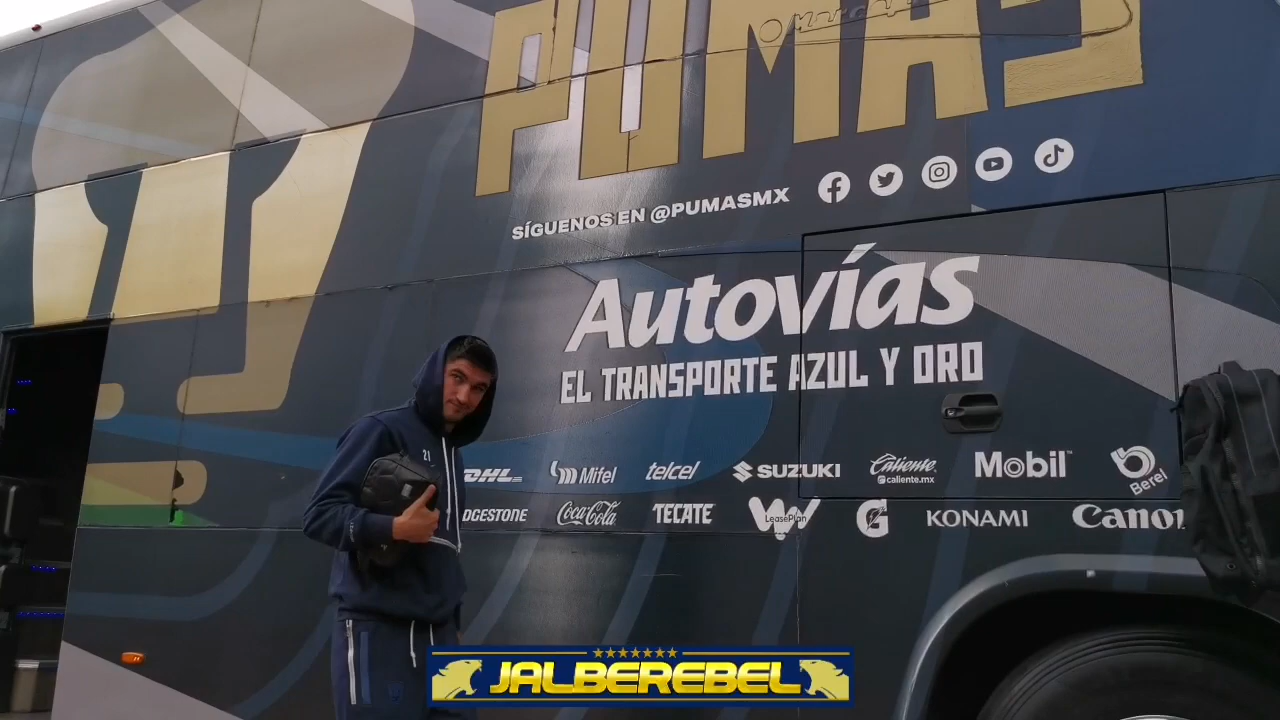 PUMAS
SÍGUENOS EN @PUMASMX
Autovías
EL TRANSPORTE AZUL Y ORO
21
DHL Mifel telcel SUZUKI Caliente Mobil Berel
caliente.mx
DGESTONE Coca-Cola TECATE LeasePlan G KONAMI Canon
JALBEREBEL